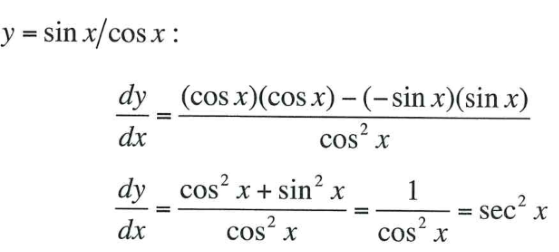 y = sin x/cos x :
dy/dx = (cos x)(cos x) − (−sin x)(sin x) / cos² x
dy/dx = cos² x + sin² x / cos² x = 1 / cos² x = sec² x